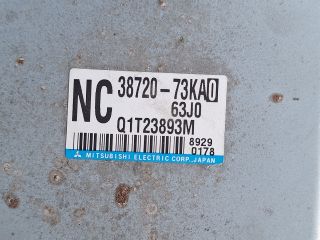 NC 38720-73KA0
63J0
Q1T23893M
8929
0178
MITSUBISHI ELECTRIC CORP. JAPAN